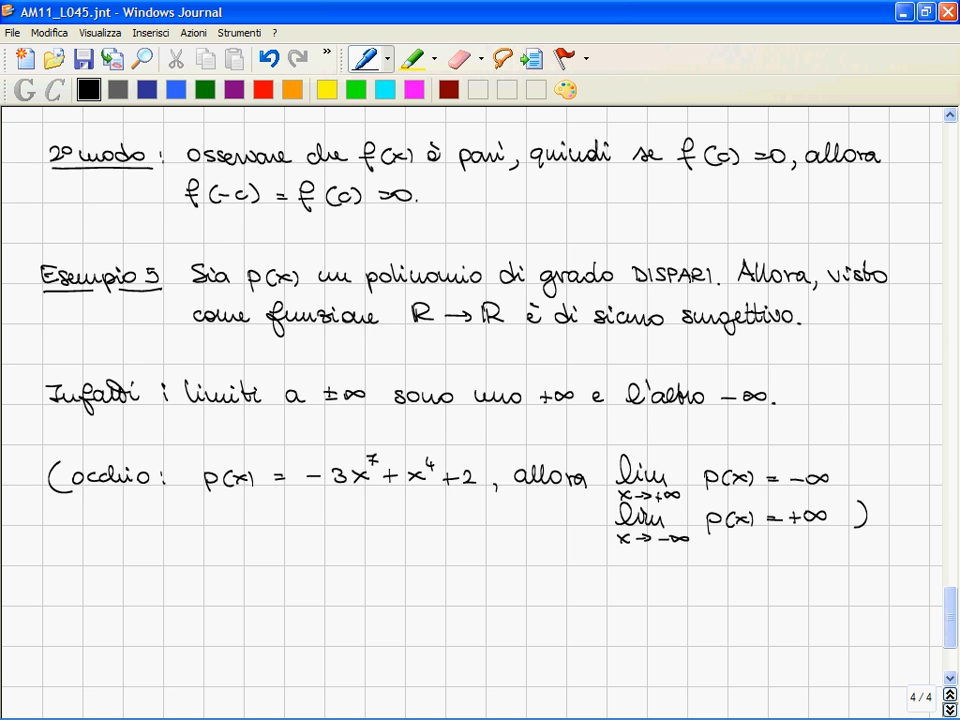 AM11_L045.jnt - Windows Journal
File Modifica Visualizza Inserisci Azioni Strumenti ?
2° modo : osservare che f(x) è pari, quindi se f(c) =0, allora
f(-c) = f(c) =0.
Esempio 5 Sia p(x) un polinomio di grado DISPARI. Allora, visto
come funzione ℝ → ℝ è di sicuro surgettivo.
Infatti i limiti a ±∞ sono uno +∞ e l'altro -∞.
(occhio: p(x) = -3x⁷ + x⁴ + 2, allora lim p(x) = -∞
x→+∞
lim p(x) = +∞ )
x→-∞
4 / 4